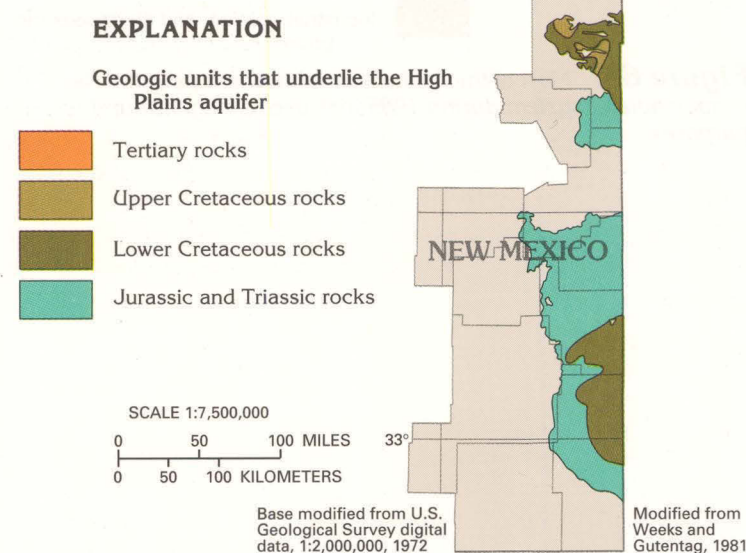 EXPLANATION
Geologic units that underlie the High
Plains aquifer
Tertiary rocks
Upper Cretaceous rocks
Lower Cretaceous rocks
Jurassic and Triassic rocks
NEW MEXICO
SCALE 1:7,500,000
0 50 100 MILES
0 50 100 KILOMETERS
33°
Base modified from U.S.
Geological Survey digital
data, 1:2,000,000, 1972
Modified from
Weeks and
Gutentag, 1981